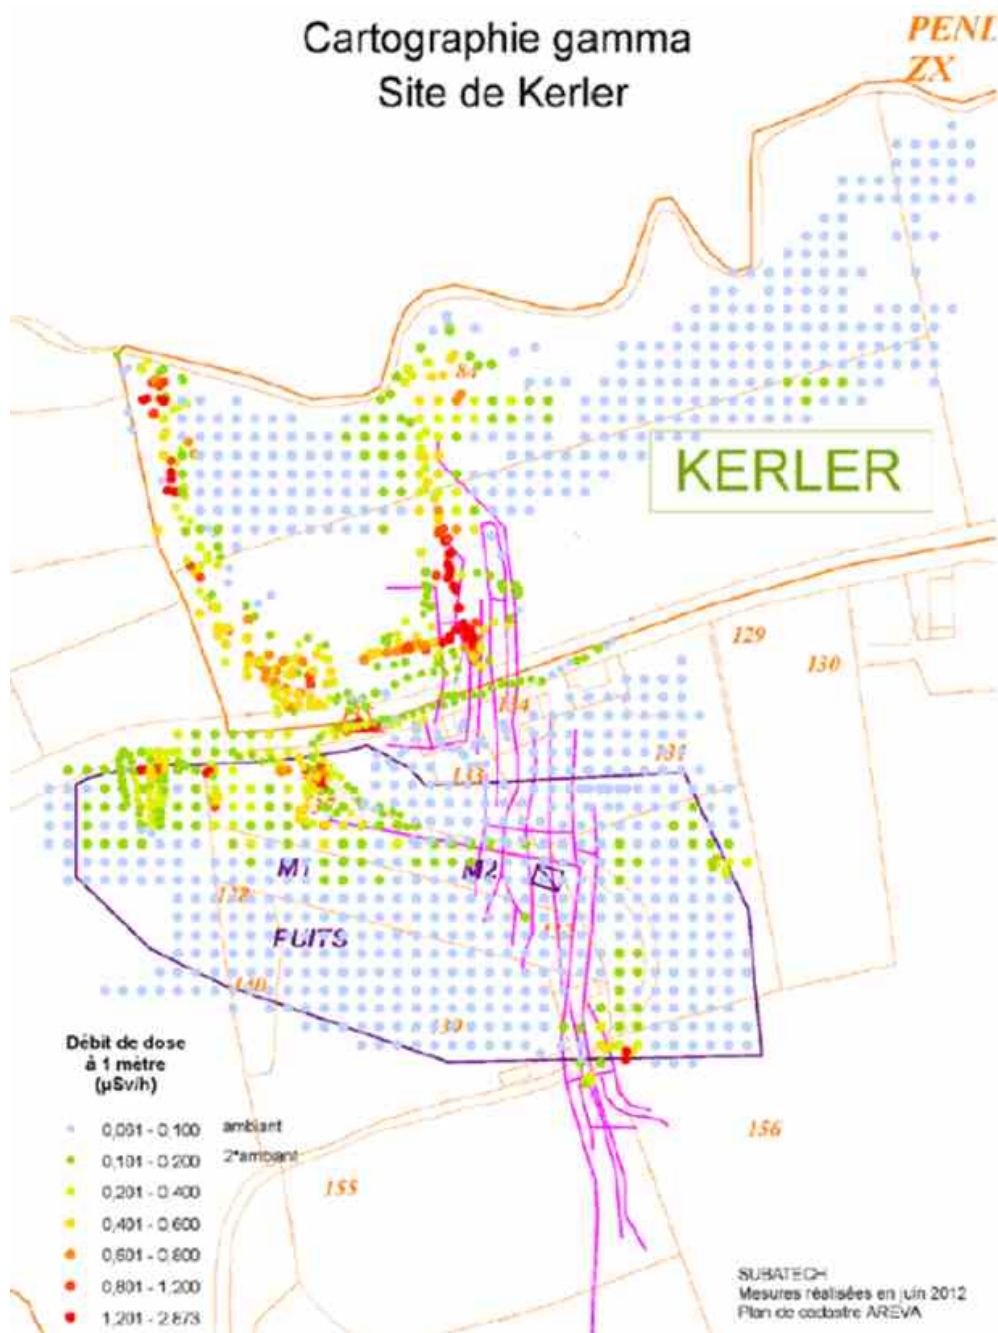 Cartographie gamma
Site de Kerler
PENI
ZX
84
KERLER
129
130
134
131
133
M1
M2
PUITS
155
156
Débit de dose
à 1 mètre
(µSv/h)
0,061 - 0,100 ambiant
0,101 - 0,200 2*ambiant
0,201 - 0,400
0,401 - 0,600
0,601 - 0,800
0,801 - 1,200
1,201 - 2,873
SUBATECH
Mesures réalisées en juin 2012
Plan de cadastre AREVA